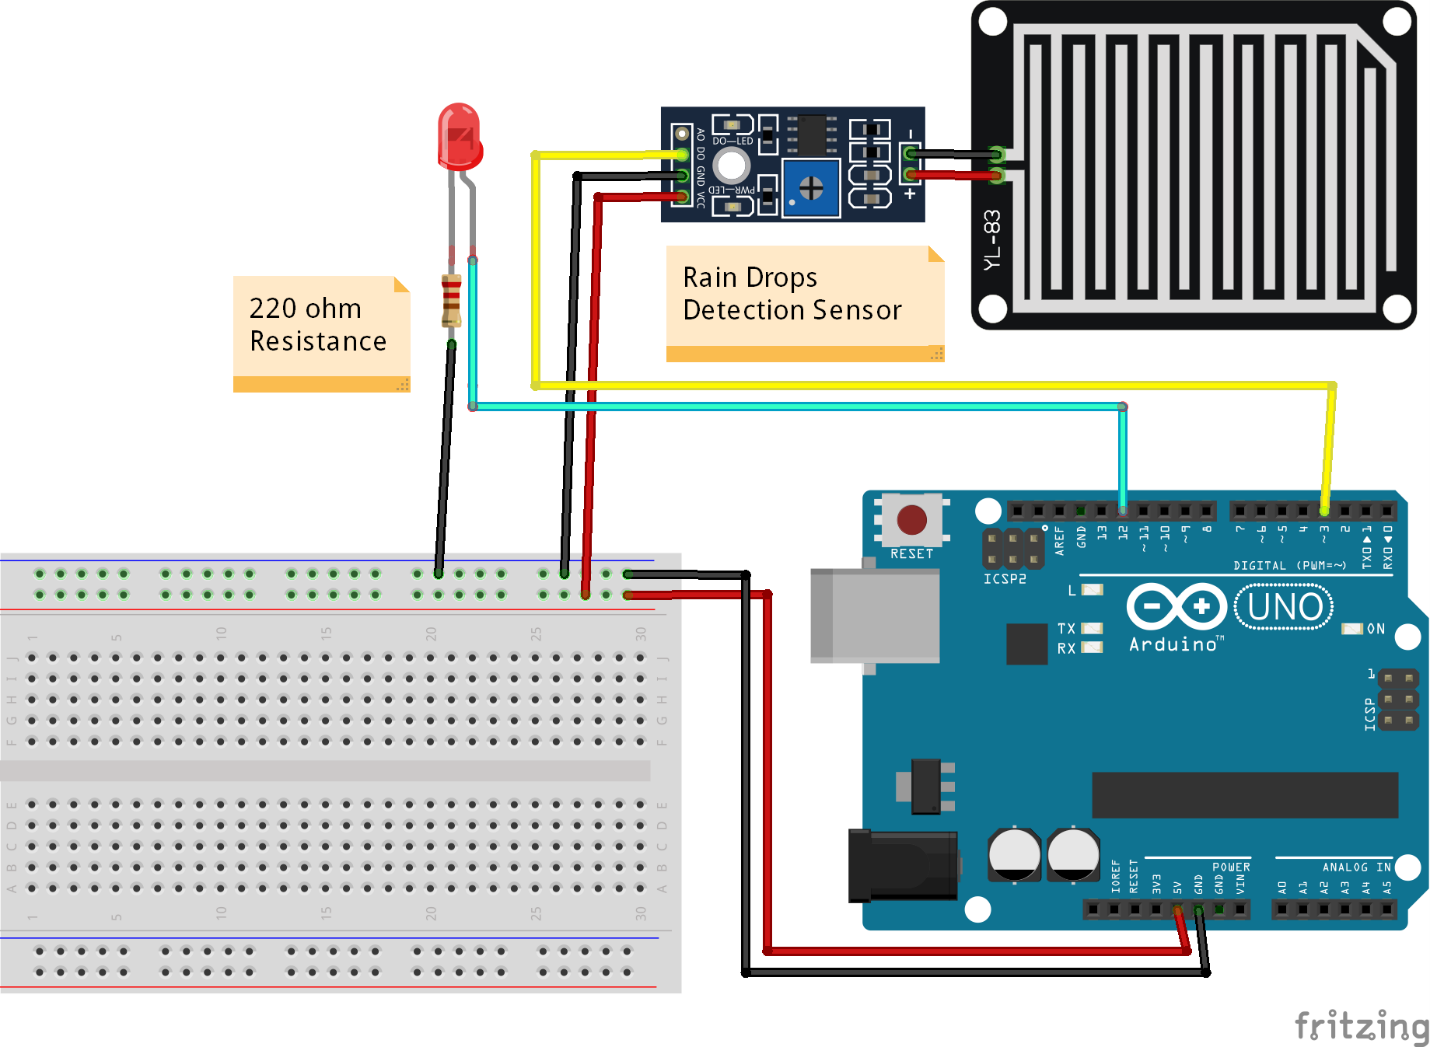 AO
DO
GND
VCC
DO-LED
PWR-LED
-
+
YL-83
Rain Drops
Detection Sensor
220 ohm
Resistance
RESET
ICSP2
AREF
GND
13
12
~11
~10
~9
8
7
~6
~5
4
~3
2
TX0▶1
RX0◀0
DIGITAL (PWM=~)
L
TX
RX
Arduino™
UNO
ON
1
ICSP
1
5
10
15
20
25
30
J
I
H
G
F
J
I
H
G
F
E
D
C
B
A
E
D
C
B
A
1
5
10
15
20
25
30
IOREF
RESET
3V3
5V
GND
GND
VIN
POWER
ANALOG IN
A0
A1
A2
A3
A4
A5
fritzing